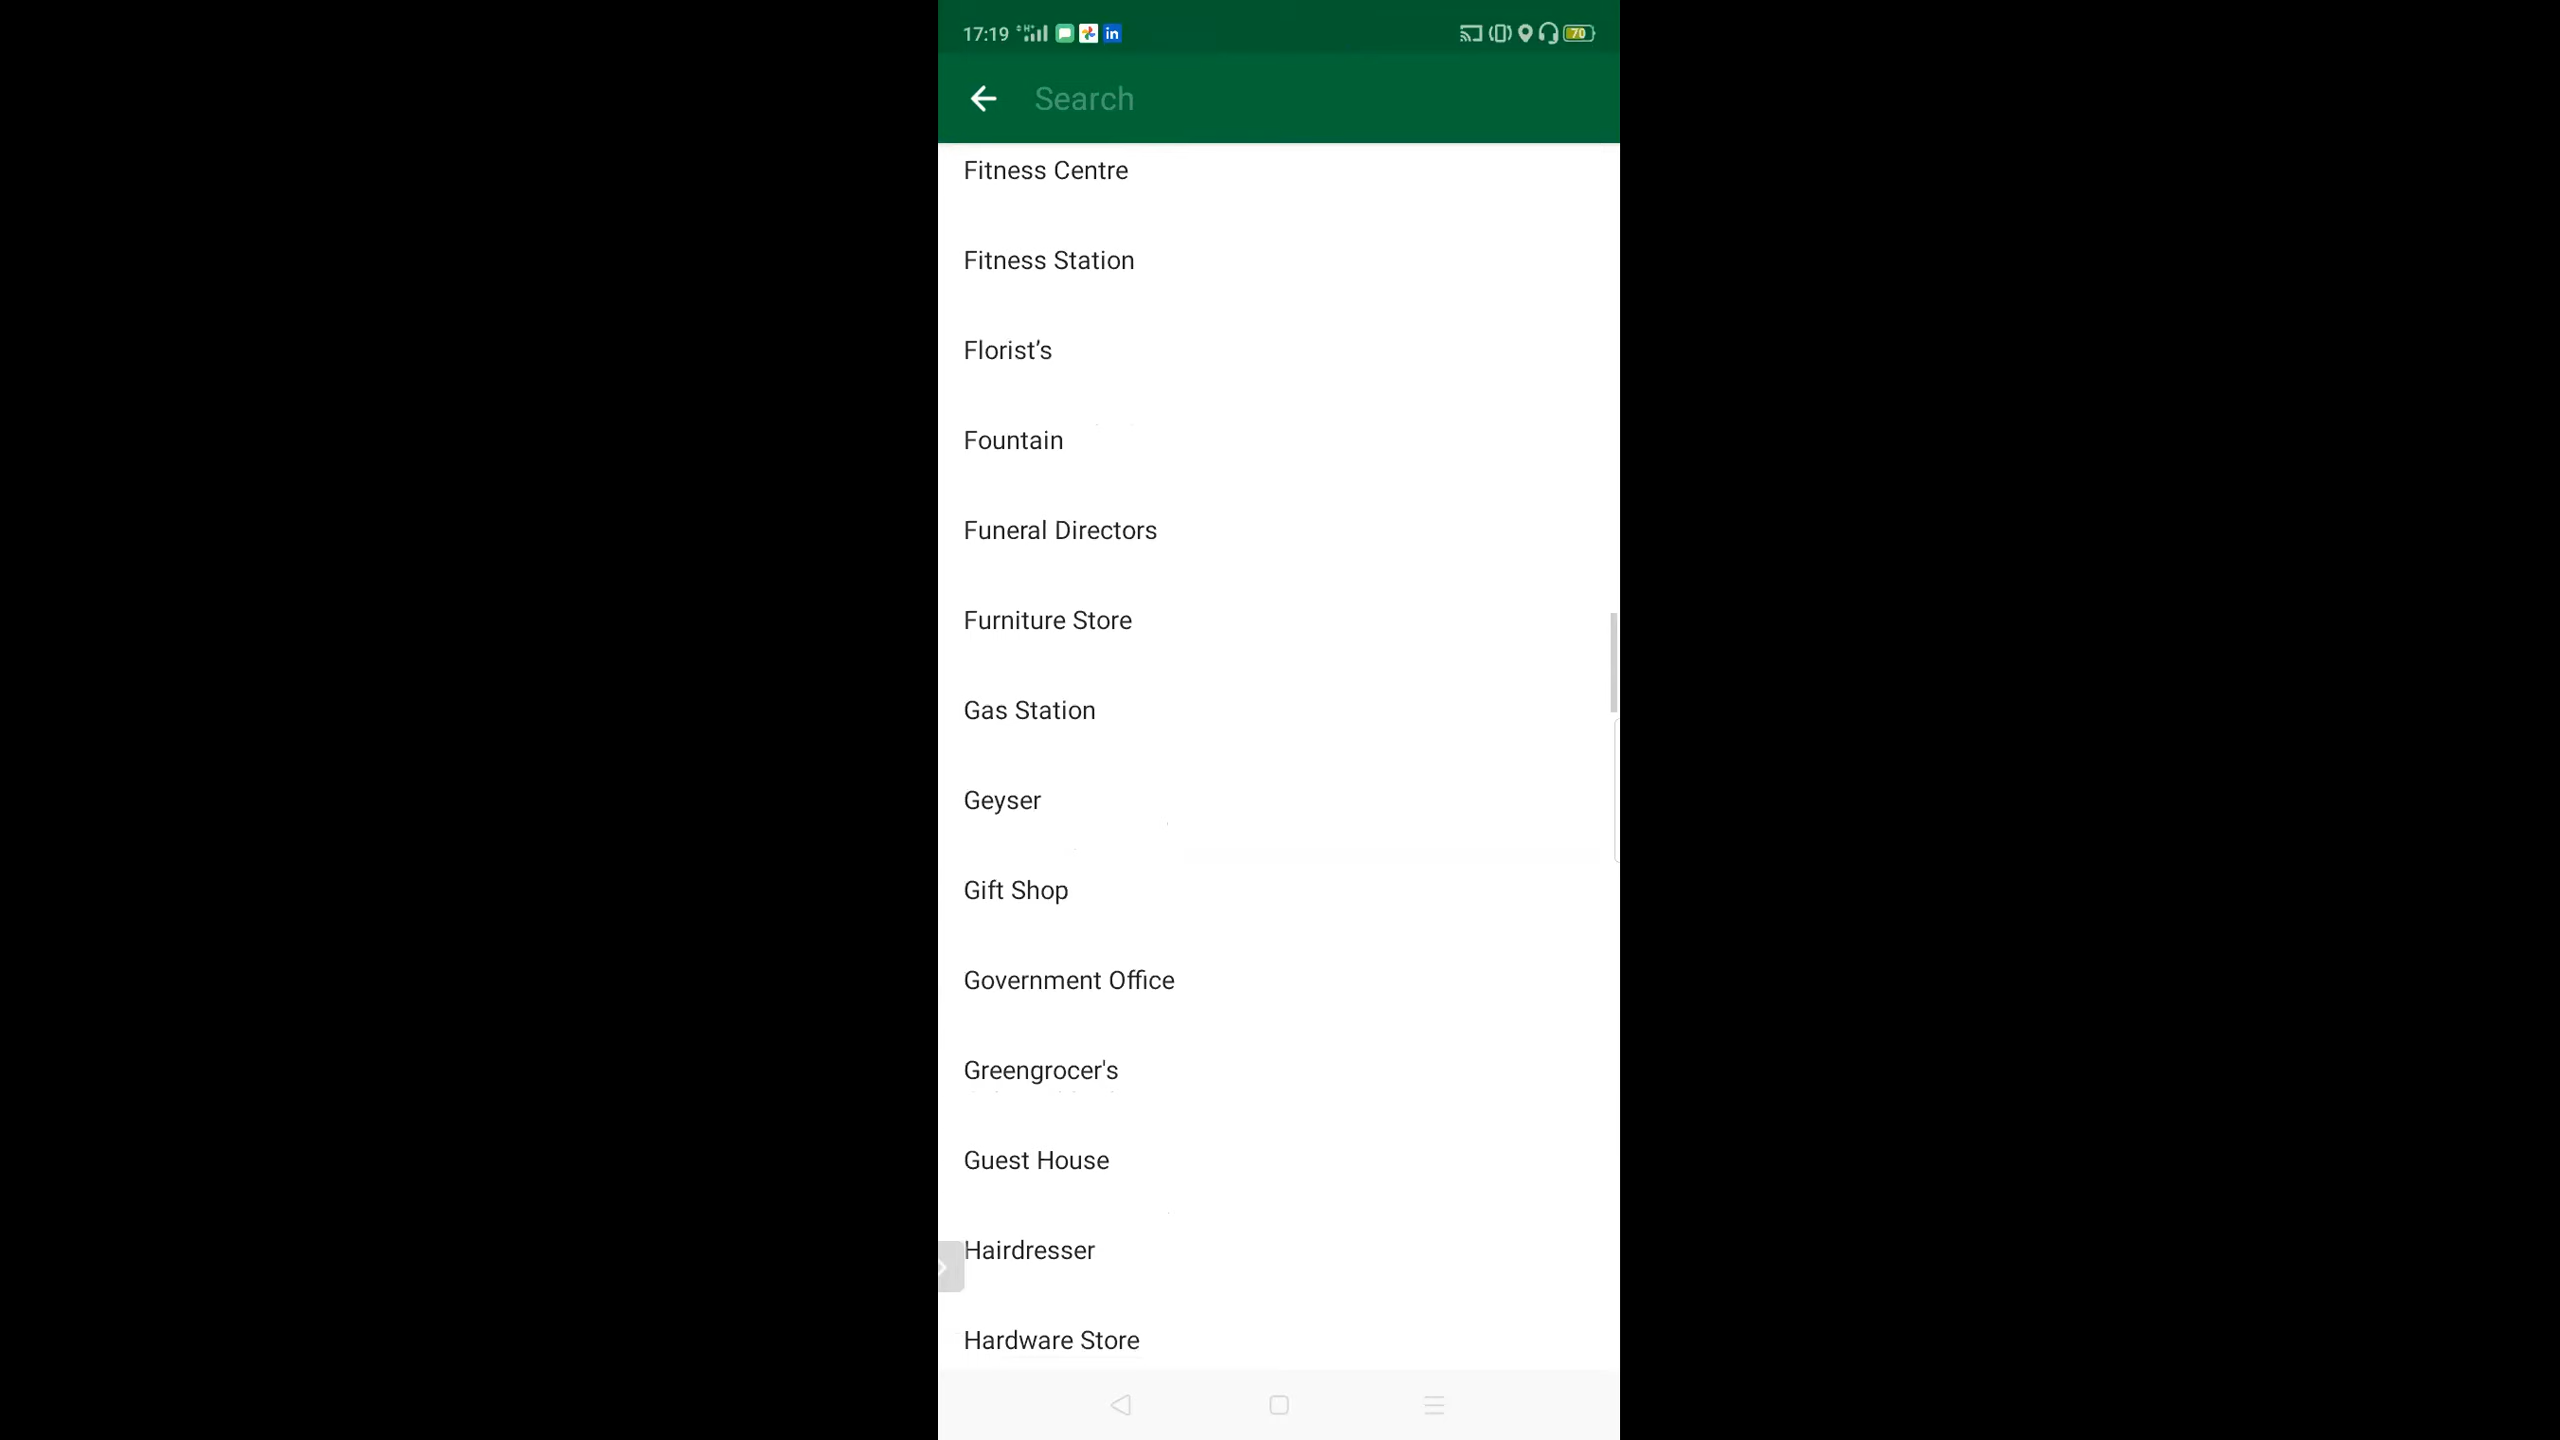 17:19
70
Search
Fitness Centre
Fitness Station
Florist’s
Fountain
Funeral Directors
Furniture Store
Gas Station
Geyser
Gift Shop
Government Office
Greengrocer's
Guest House
Hairdresser
Hardware Store